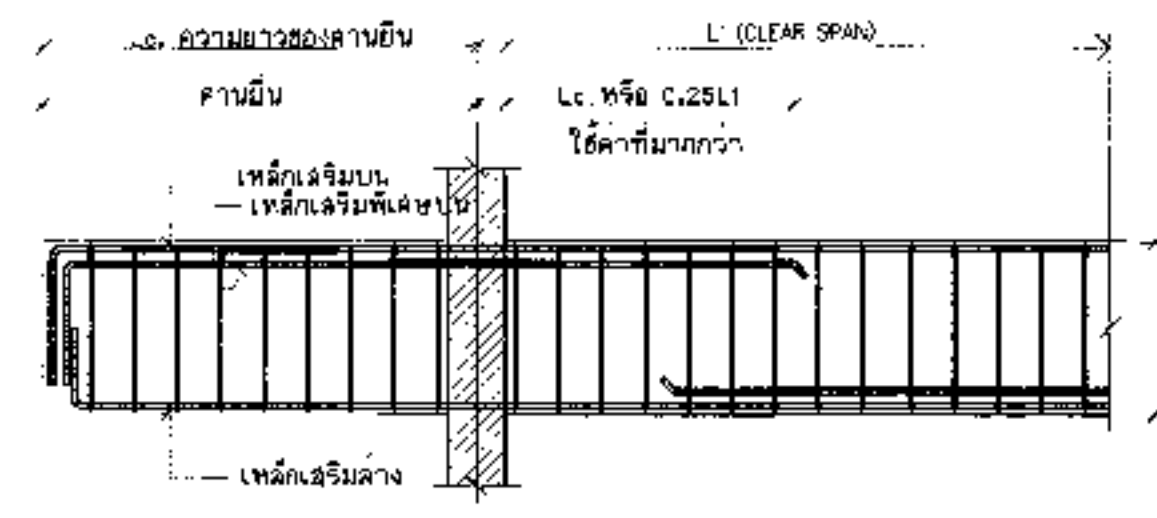 Lc. ความยาวของคานยื่น
L1 (CLEAR SPAN)
คานยื่น
Lc. หรือ 0.25L1
ใช้ค่าที่มากกว่า
เหล็กเสริมบน
เหล็กเสริมพิเศษบน
เหล็กเสริมล่าง